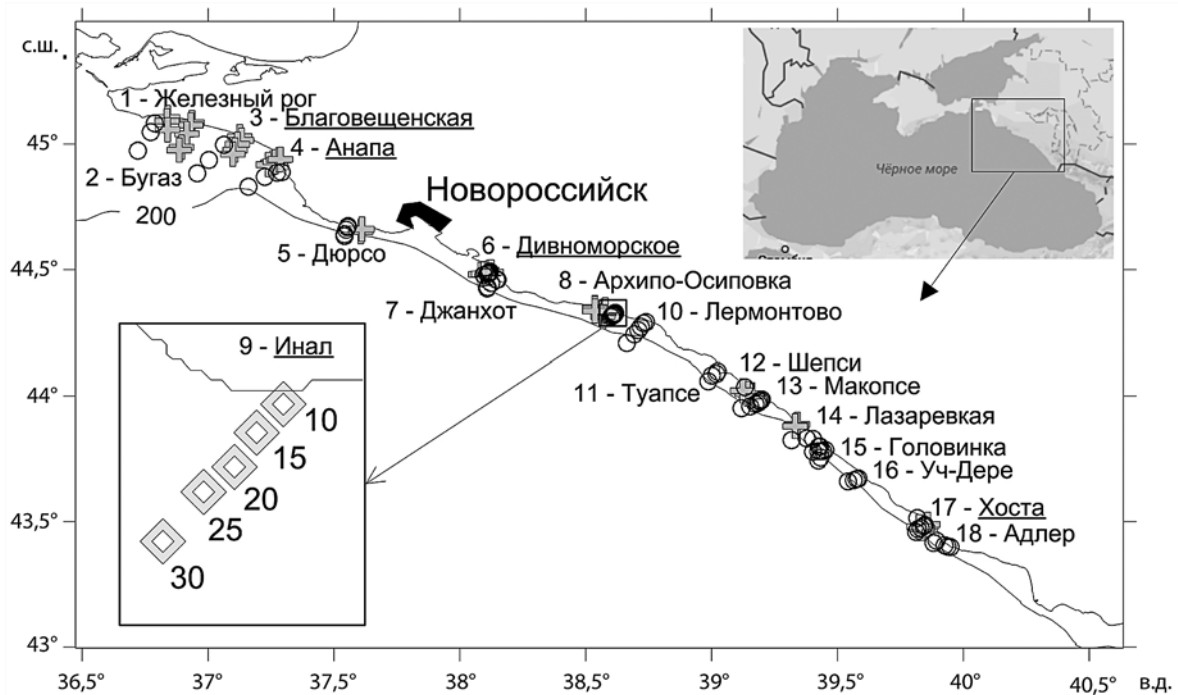 с.ш.
1 - Железный рог
3 - Благовещенская
45°
4 - Анапа
2 - Бугаз
Чёрное море
200
Новороссийск
5 - Дюрсо
6 - Дивноморское
44,5°
8 - Архипо-Осиповка
7 - Джанхот
10 - Лермонтово
9 - Инал
12 - Шепси
44°
11 - Туапсе
13 - Макопсе
10
14 - Лазаревкая
15
15 - Головинка
20
16 - Уч-Дере
25
43,5°
17 - Хоста
18 - Адлер
30
43°
36,5° 37° 37,5° 38° 38,5° 39° 39,5° 40° 40,5° в.д.